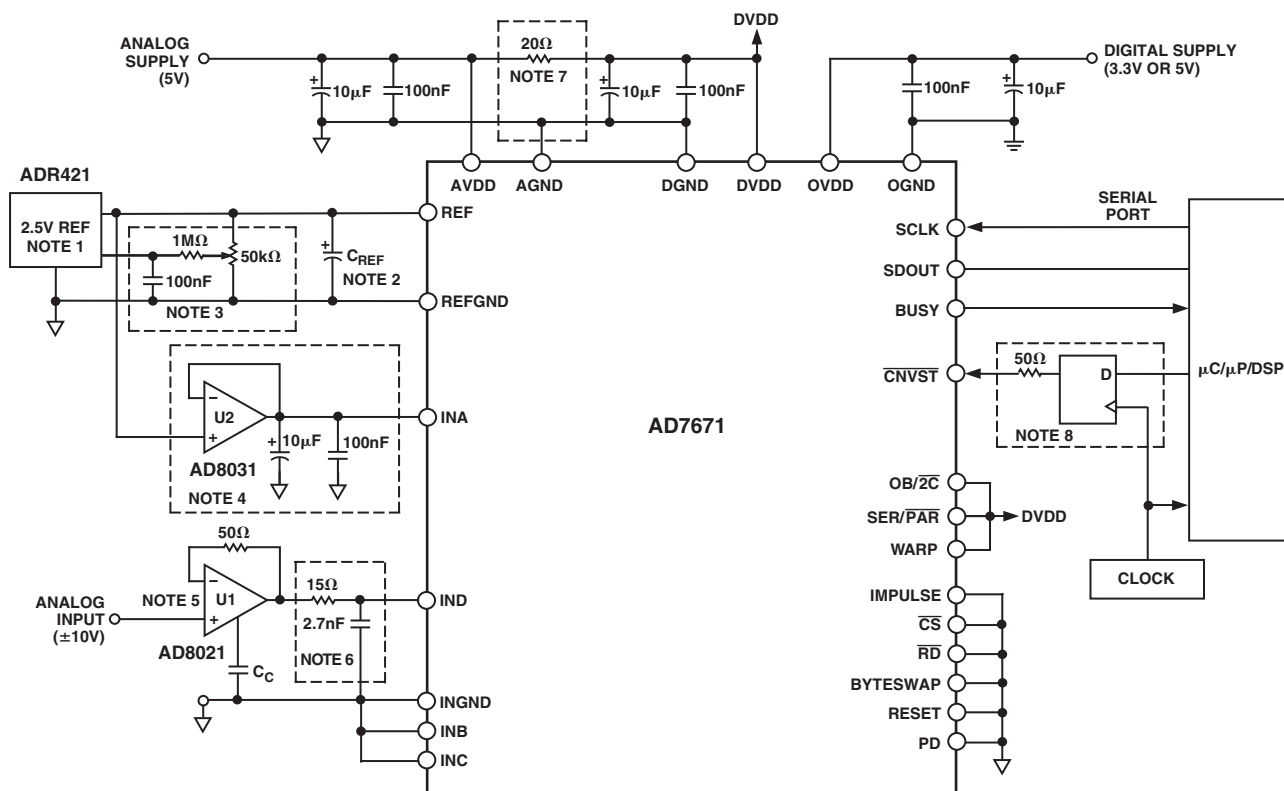 DVDD
ANALOG
SUPPLY
(5V)
20Ω
NOTE 7
DIGITAL SUPPLY
(3.3V OR 5V)
+
10μF
100nF
+
10μF
100nF
100nF
+
10μF
AVDD
AGND
DGND
DVDD
OVDD
OGND
ADR421
2.5V REF
NOTE 1
1MΩ
50kΩ
100nF
NOTE 3
+
CREF
NOTE 2
REF
REFGND
SERIAL
PORT
SCLK
SDOUT
BUSY
CNVST
50Ω
D
NOTE 8
μC/μP/DSP
AD7671
−
U2
+
AD8031
+
10μF
100nF
NOTE 4
INA
OB/2C
SER/PAR
WARP
DVDD
CLOCK
50Ω
NOTE 5
−
U1
+
AD8021
ANALOG
INPUT
(±10V)
CC
15Ω
2.7nF
NOTE 6
IND
INGND
INB
INC
IMPULSE
CS
RD
BYTESWAP
RESET
PD